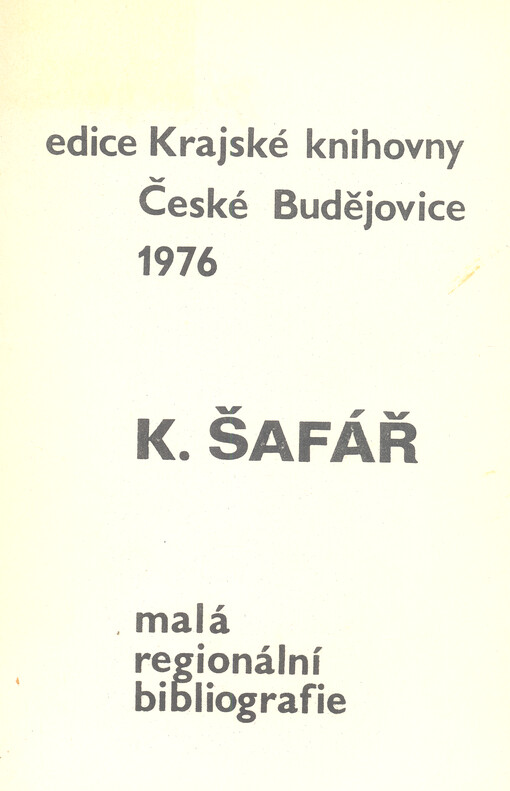 edice Krajské knihovny
České Budějovice
1976
K. ŠAFÁŘ
malá
regionální
bibliografie